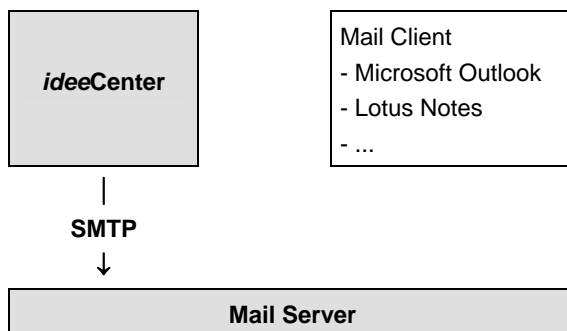 ideeCenter
Mail Client
- Microsoft Outlook
- Lotus Notes
- ...
SMTP
Mail Server